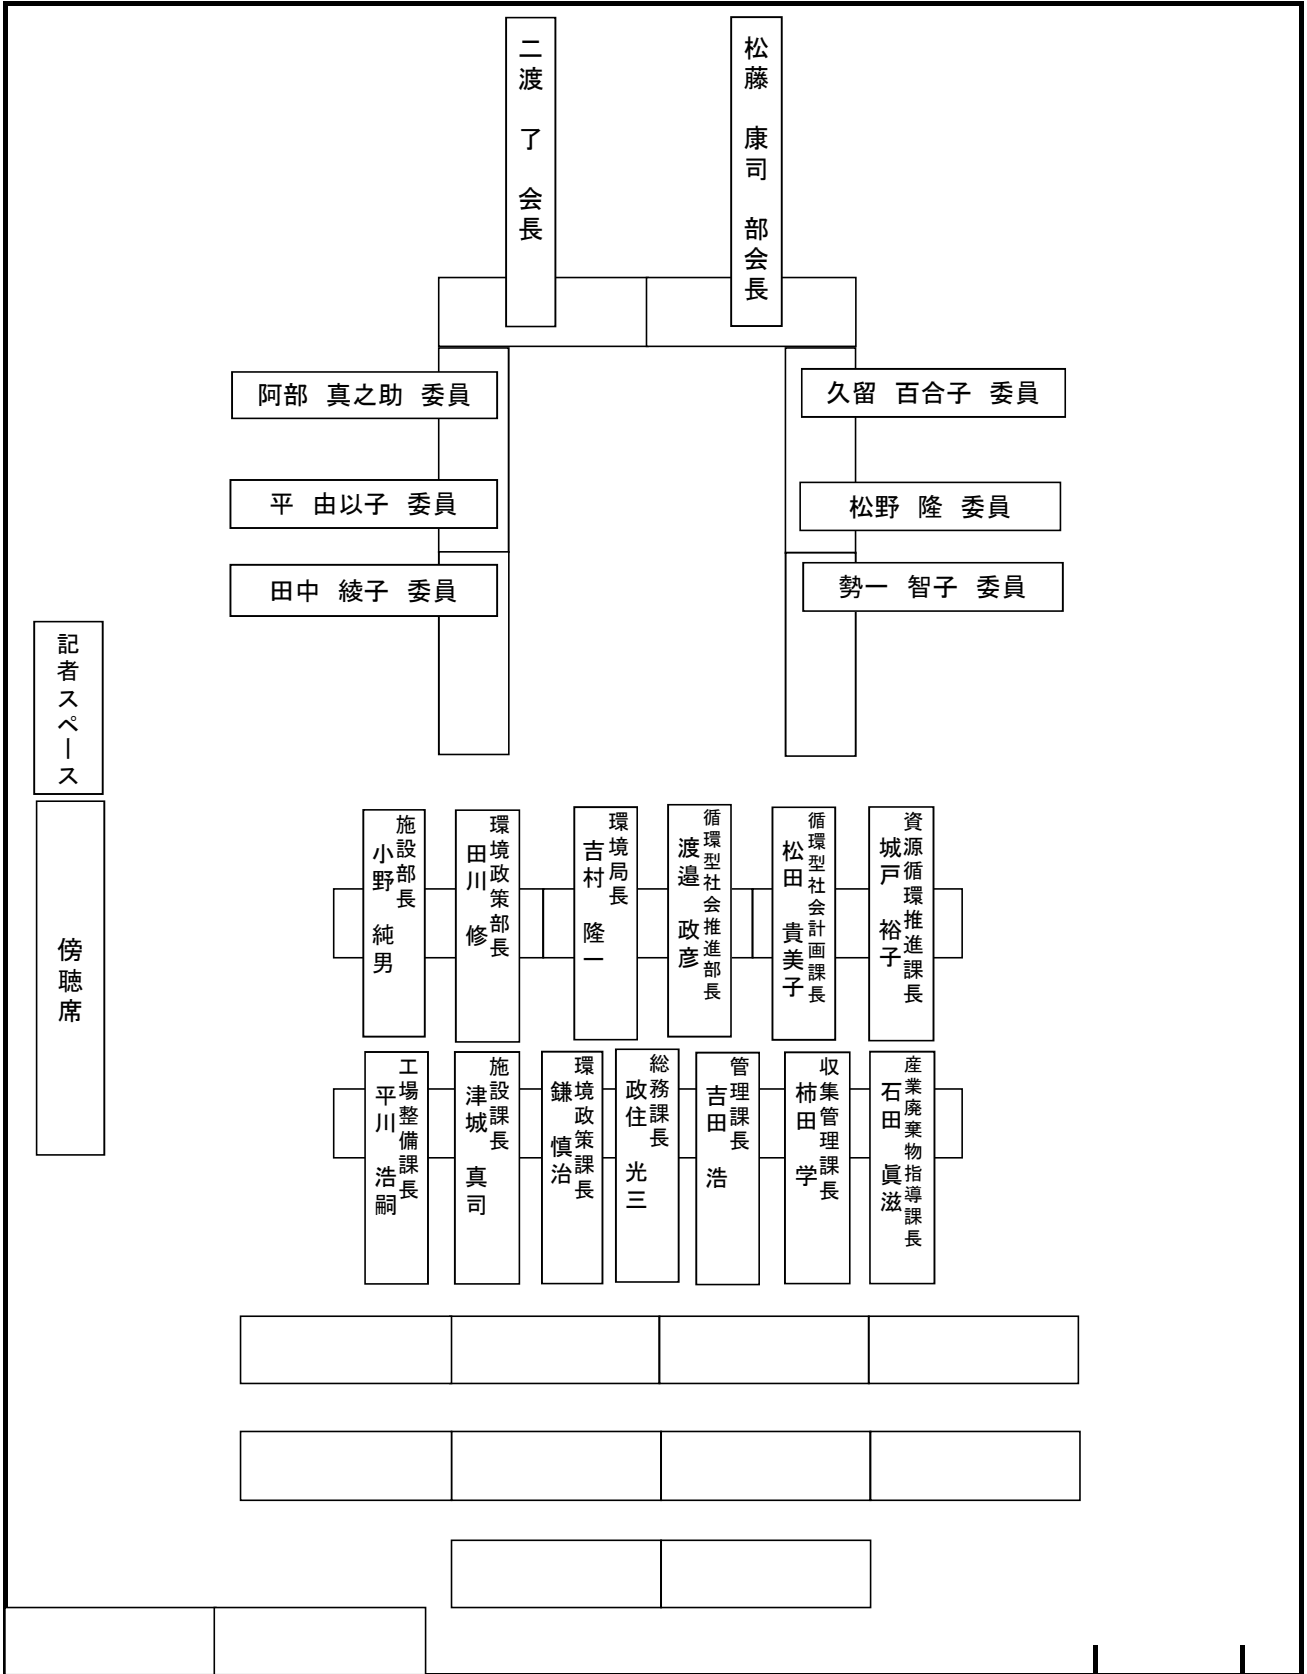 二渡 了 会長
松藤 康司 部会長
阿部 真之助 委員
久留 百合子 委員
平 由以子 委員
松野 隆 委員
田中 綾子 委員
勢一 智子 委員
記者スペース
傍聴席
施設部長
小野 純男
環境政策部長
田川 修
環境局長
吉村 隆一
循環型社会推進部長
渡邉 政彦
循環型社会計画課長
松田 貴美子
資源循環推進課長
城戸 裕子
工場整備課長
平川 浩嗣
施設課長
津城 真司
環境政策課長
鎌 慎治
総務課長
政住 光三
管理課長
吉田 浩
収集管理課長
柿田 学
産業廃棄物指導課長
石田 眞滋